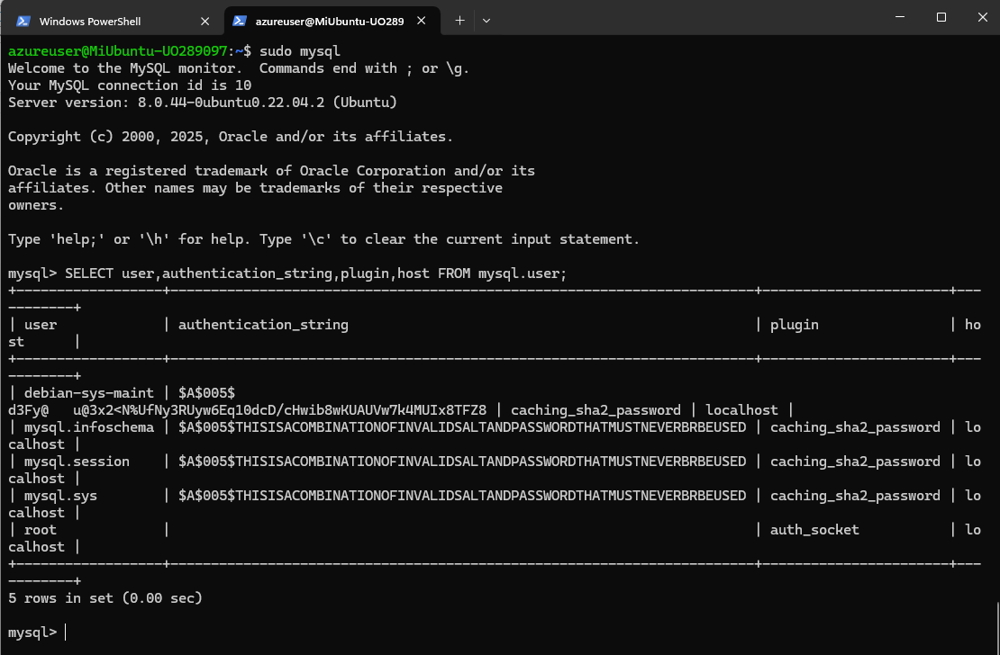 Windows PowerShell
azureuser@MiUbuntu-UO289
azureuser@MiUbuntu-UO289097:~$ sudo mysql
Welcome to the MySQL monitor.  Commands end with ; or \g.
Your MySQL connection id is 10
Server version: 8.0.44-0ubuntu0.22.04.2 (Ubuntu)
Copyright (c) 2000, 2025, Oracle and/or its affiliates.
Oracle is a registered trademark of Oracle Corporation and/or its
affiliates. Other names may be trademarks of their respective
owners.
Type 'help;' or '\h' for help. Type '\c' to clear the current input statement.
mysql> SELECT user,authentication_string,plugin,host FROM mysql.user;
+------------------+------------------------------------------------------------------------+-----------------------+---
--------+
| user             | authentication_string                                                  | plugin                | ho
st      |
+------------------+------------------------------------------------------------------------+-----------------------+---
--------+
| debian-sys-maint | $A$005$
d3Fy@   u@3x2<N%UfNy3RUyw6Eq10dcD/cHwib8wKUAUVw7k4MUIx8TFZ8 | caching_sha2_password | localhost |
| mysql.infoschema | $A$005$THISISACOMBINATIONOFINVALIDSALTANDPASSWORDTHATMUSTNEVERBRBEUSED | caching_sha2_password | lo
calhost |
| mysql.session    | $A$005$THISISACOMBINATIONOFINVALIDSALTANDPASSWORDTHATMUSTNEVERBRBEUSED | caching_sha2_password | lo
calhost |
| mysql.sys        | $A$005$THISISACOMBINATIONOFINVALIDSALTANDPASSWORDTHATMUSTNEVERBRBEUSED | caching_sha2_password | lo
calhost |
| root             |                                                                        | auth_socket           | lo
calhost |
+------------------+------------------------------------------------------------------------+-----------------------+---
--------+
5 rows in set (0.00 sec)
mysql>